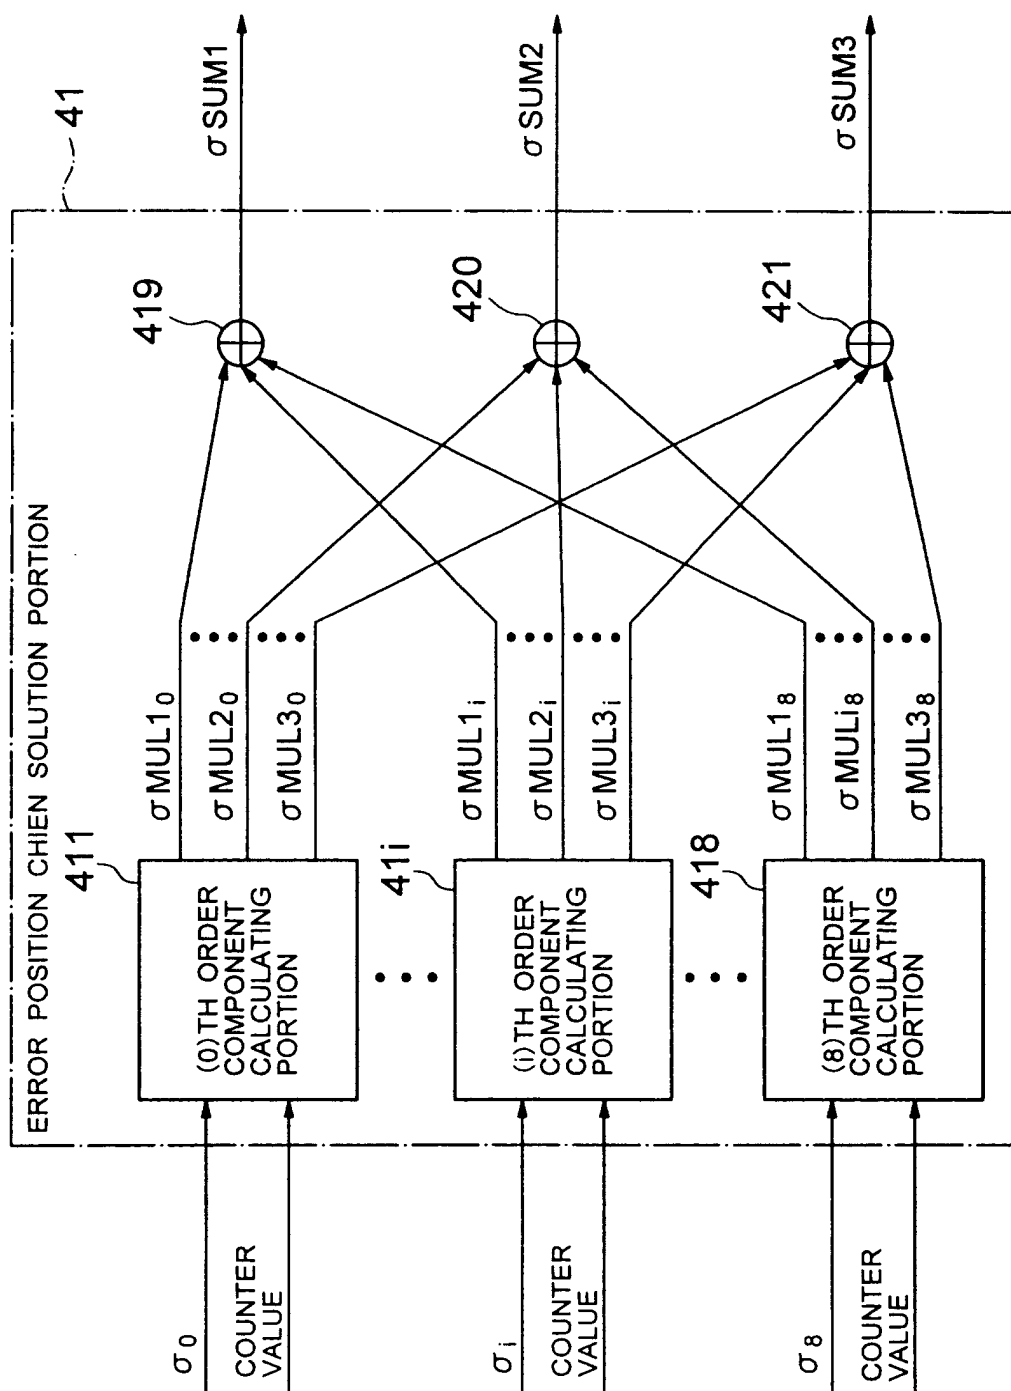 ERROR POSITION CHIEN SOLUTION PORTION
41
σ0
COUNTER
VALUE
411
(0)TH ORDER
COMPONENT
CALCULATING
PORTION
σMUL10
σMUL20
σMUL30
419
σSUM1
σi
COUNTER
VALUE
41i
(i)TH ORDER
COMPONENT
CALCULATING
PORTION
σMUL1i
σMUL2i
σMUL3i
420
σSUM2
σ8
COUNTER
VALUE
418
(8)TH ORDER
COMPONENT
CALCULATING
PORTION
σMUL18
σMULi8
σMUL38
421
σSUM3